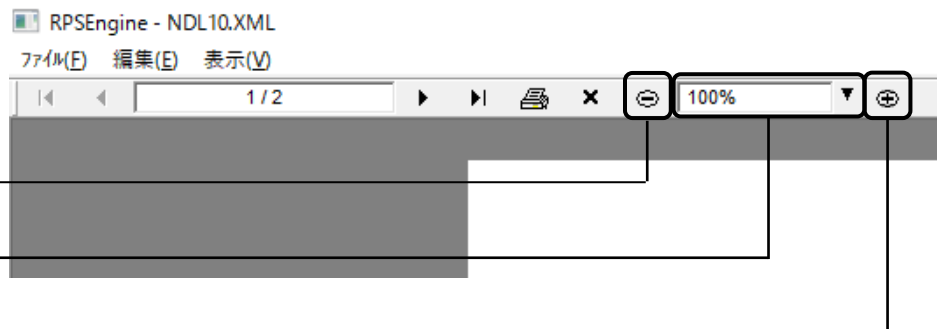 RPSEngine - NDL10.XML
ﾌｧｲﾙ(F) 編集(E) 表示(V)
1 / 2 100%